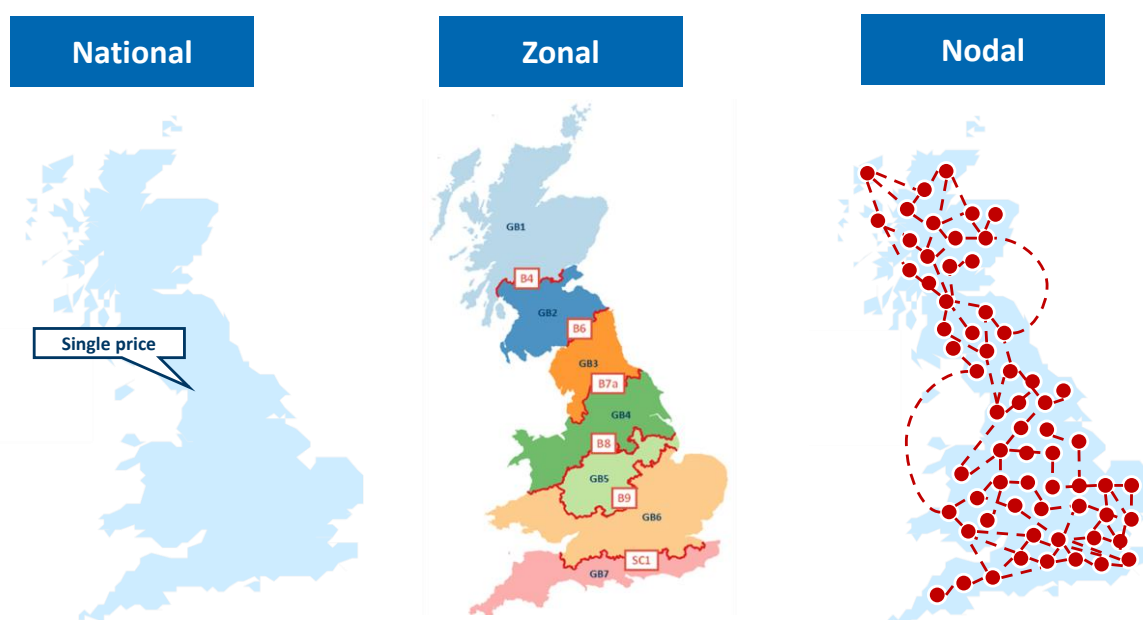 National
Zonal
Nodal
Single price
GB1
B4
GB2
B6
GB3
B7a
GB4
B8
GB5
B9
GB6
SC1
GB7